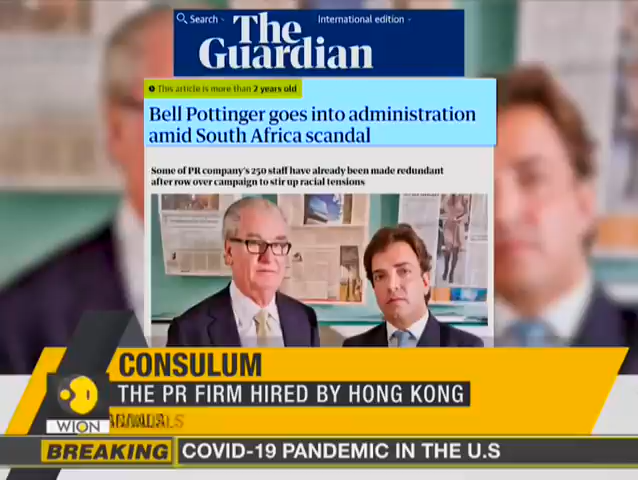 Search
International edition
The
Guardian
This article is more than 2 years old
Bell Pottinger goes into administration
amid South Africa scandal
Some of PR company's 250 staff have already been made redundant
after row over campaign to stir up racial tensions
CONSULUM
THE PR FIRM HIRED BY HONG KONG
WION
BREAKING
COVID-19 PANDEMIC IN THE U.S